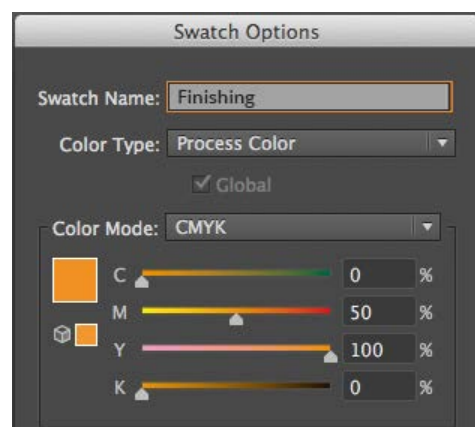 Swatch Options
Swatch Name: Finishing
Color Type: Process Color
Global
Color Mode: CMYK
C 0 %
M 50 %
Y 100 %
K 0 %